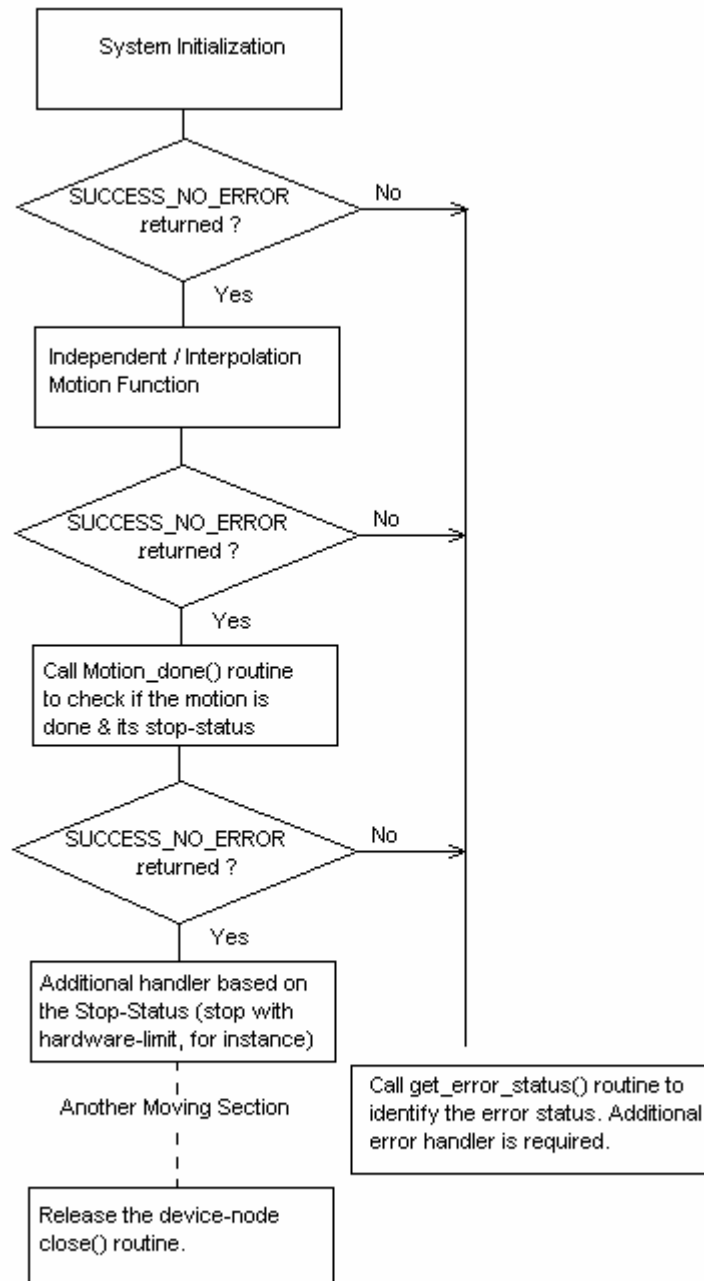 System Initialization
SUCCESS_NO_ERROR
returned ?
No
Yes
Independent / Interpolation
Motion Function
SUCCESS_NO_ERROR
returned ?
No
Yes
Call Motion_done() routine
to check if the motion is
done & its stop-status
SUCCESS_NO_ERROR
returned ?
No
Yes
Additional handler based on
the Stop-Status (stop with
hardware-limit, for instance)
Another Moving Section
Call get_error_status() routine to
identify the error status. Additional
error handler is required.
Release the device-node
close() routine.